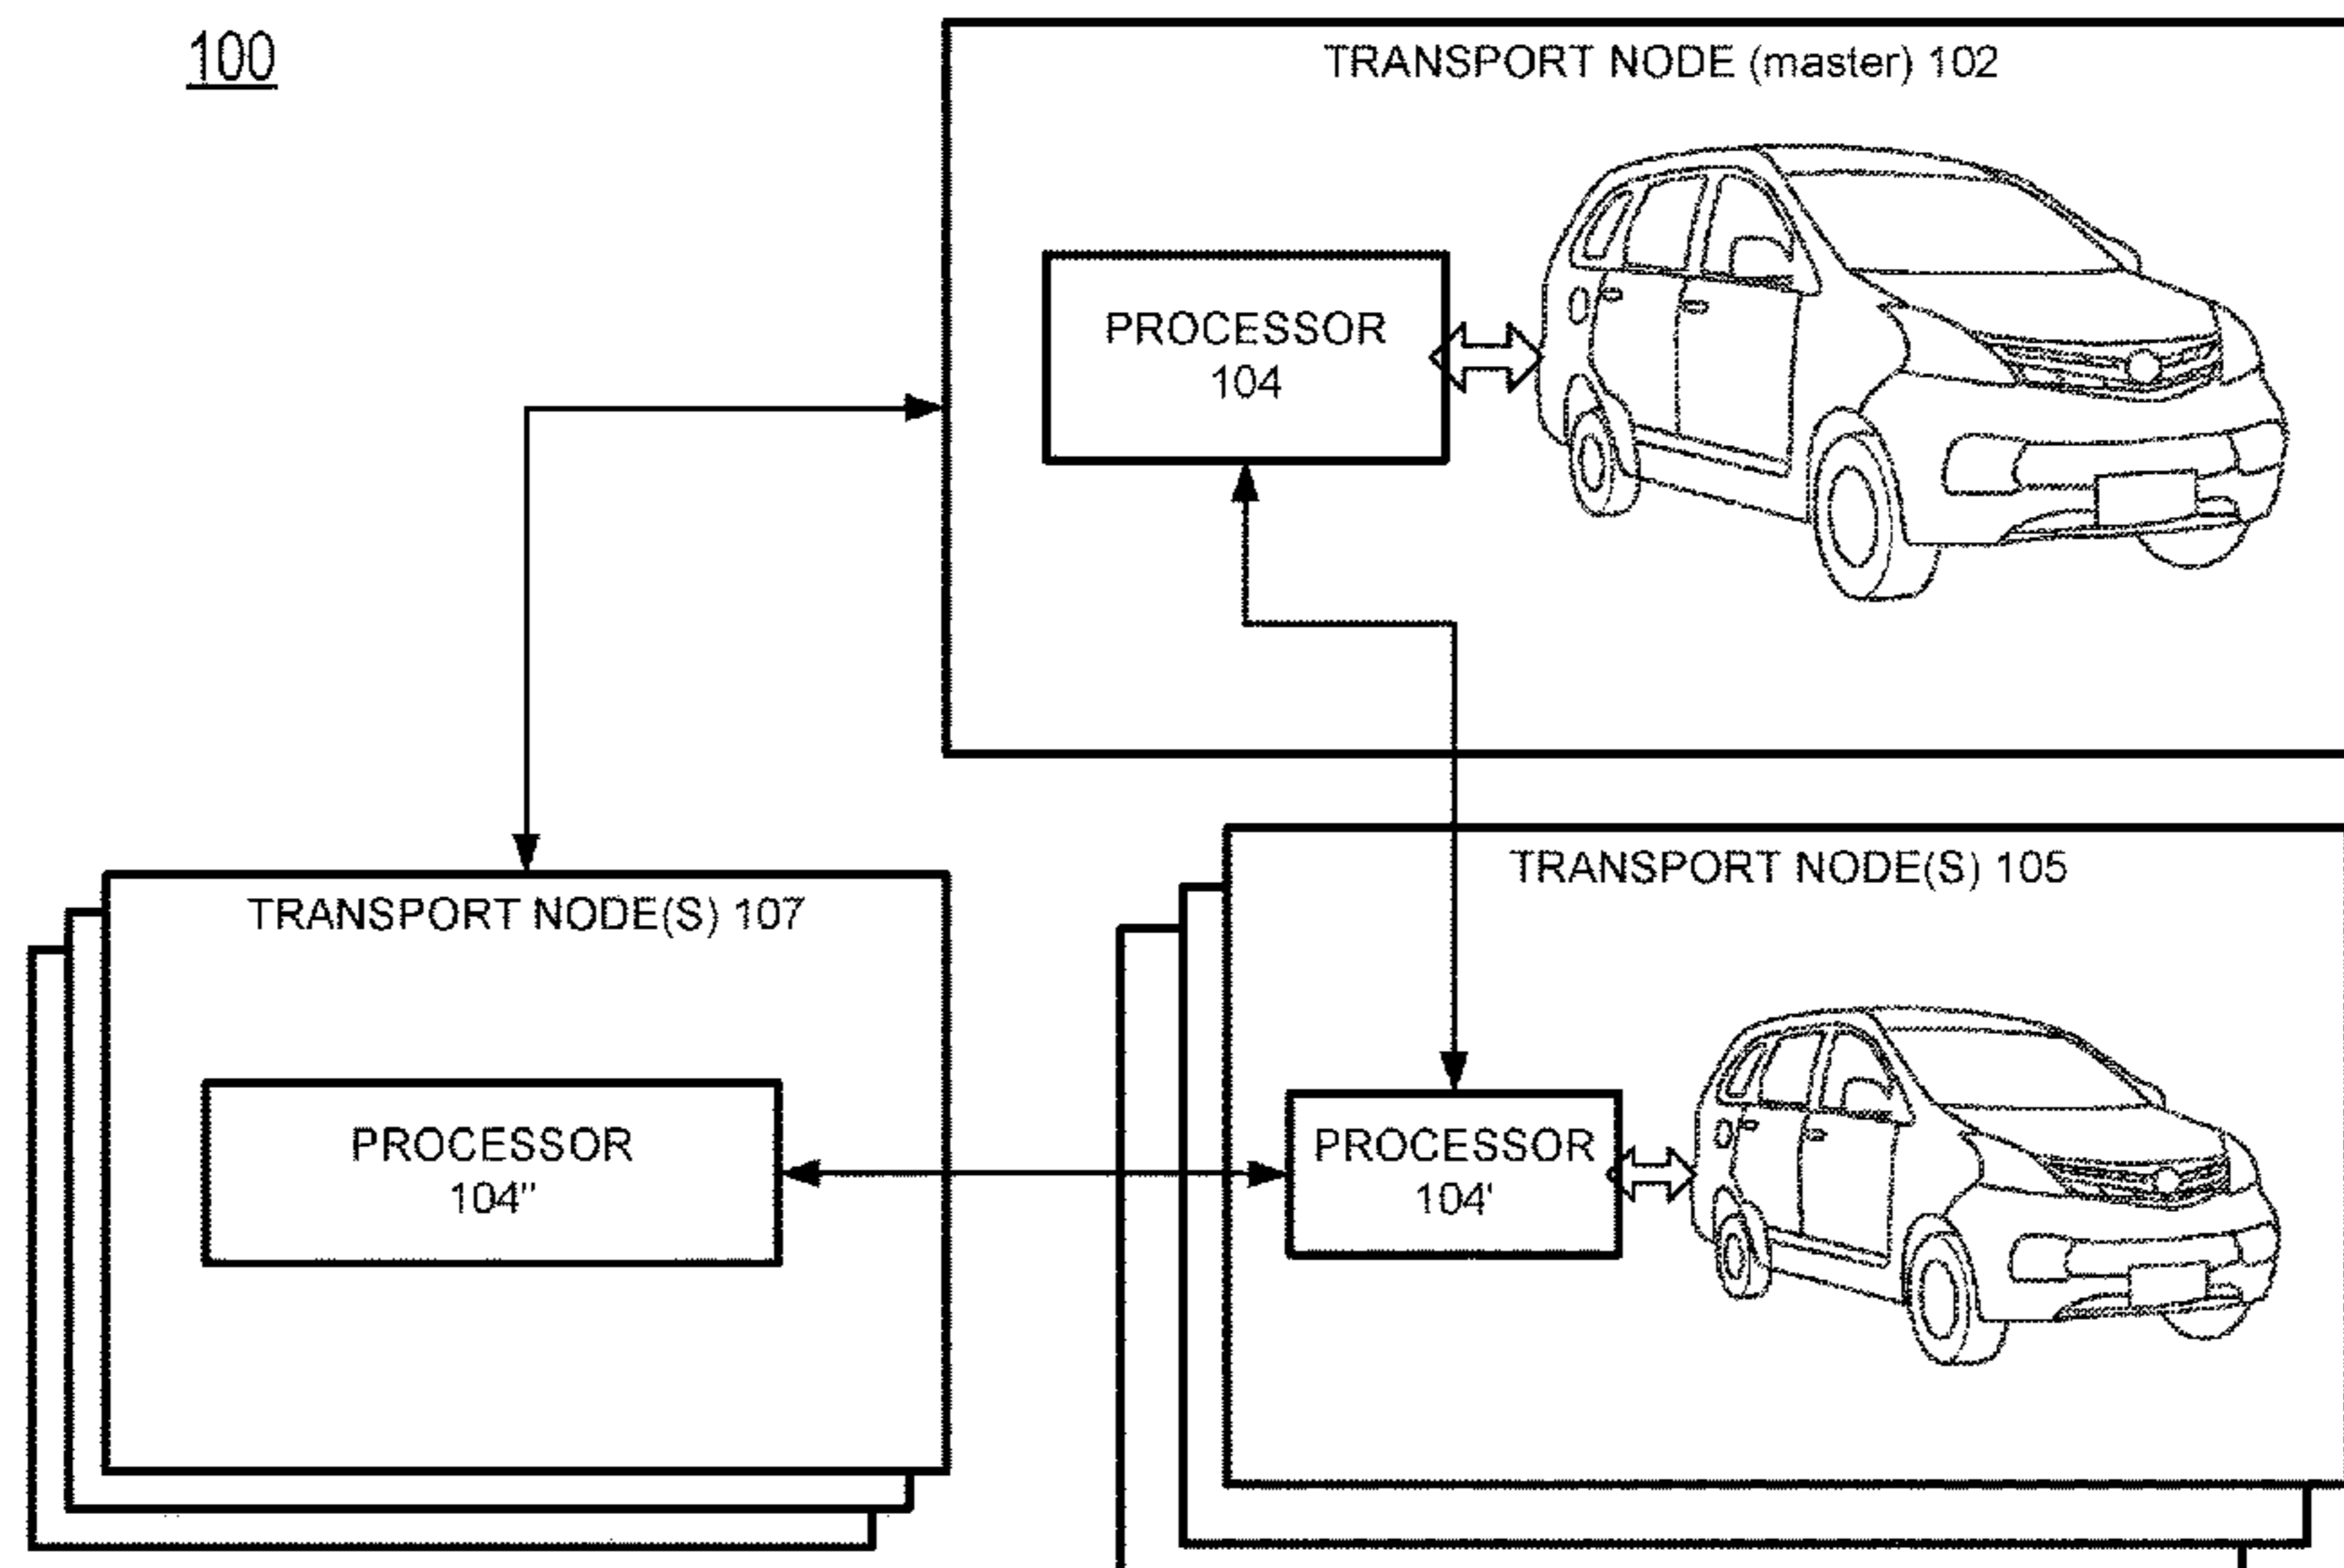 100
TRANSPORT NODE (master) 102
PROCESSOR
104
TRANSPORT NODE(S) 105
TRANSPORT NODE(S) 107
PROCESSOR
104"
PROCESSOR
104'